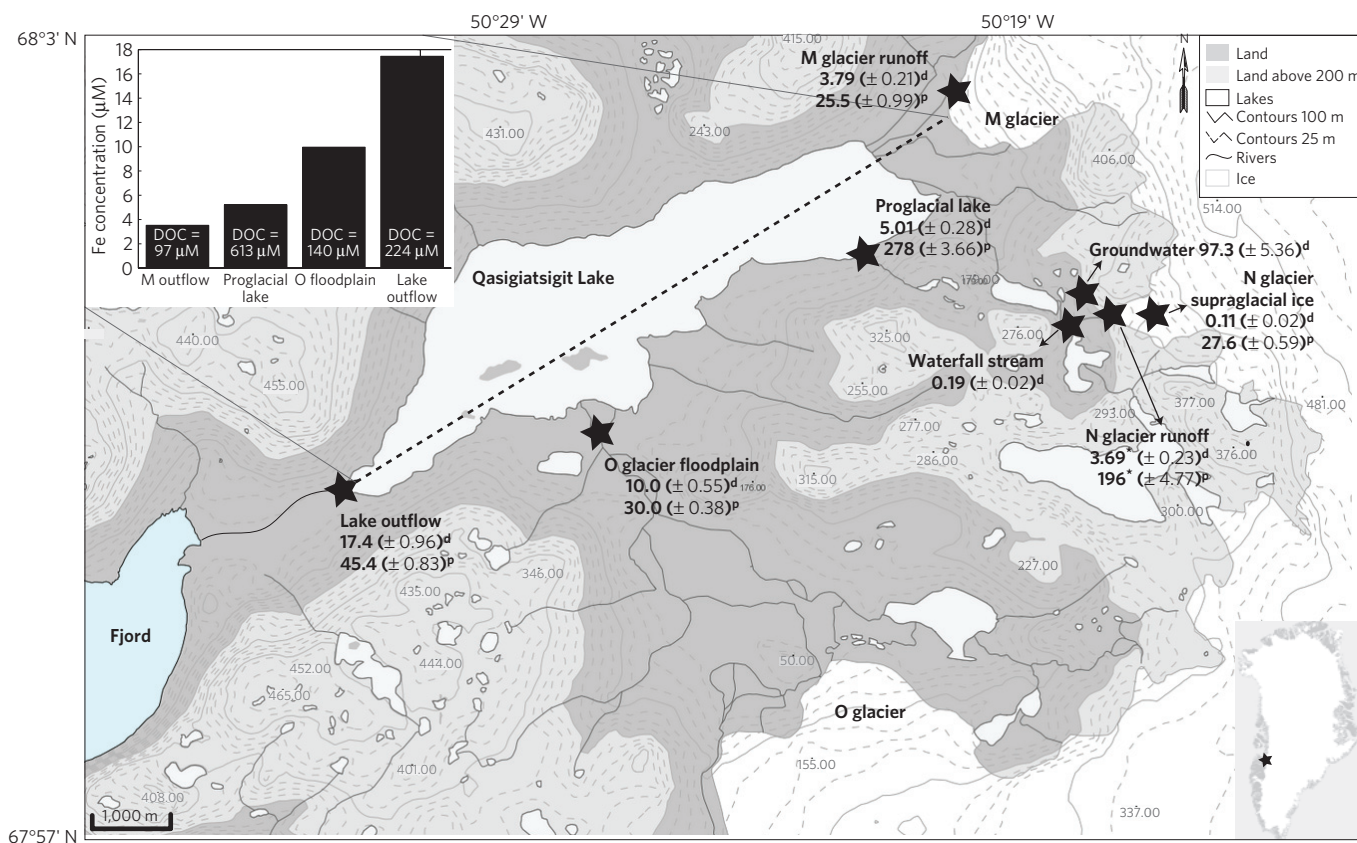 50°29' W
50°19' W
68°3' N
67°57' N
Fe concentration (μM)
18
16
14
12
10
8
6
4
2
0
DOC =
97 μM
DOC =
613 μM
DOC =
140 μM
DOC =
224 μM
M outflow
Proglacial
lake
O floodplain
Lake
outflow
N
Land
Land above 200 m
Lakes
Contours 100 m
Contours 25 m
Rivers
Ice
M glacier runoff
3.79 (± 0.21)ᵈ
25.5 (± 0.99)ᵖ
M glacier
415.00
431.00
243.00
406.00
514.00
Proglacial lake
5.01 (± 0.28)ᵈ
278 (± 3.66)ᵖ
Groundwater 97.3 (± 5.36)ᵈ
N glacier
supraglacial ice
0.11 (± 0.02)ᵈ
27.6 (± 0.59)ᵖ
Qasigiatsigit Lake
440.00
455.00
325.00
276.00
255.00
Waterfall stream
0.19 (± 0.02)ᵈ
293.00
377.00
481.00
277.00
286.00
N glacier runoff
3.69* (± 0.23)ᵈ
196* (± 4.77)ᵖ
376.00
300.00
315.00
O glacier floodplain
10.0 (± 0.55)ᵈ
176.00
30.0 (± 0.38)ᵖ
Lake outflow
17.4 (± 0.96)ᵈ
45.4 (± 0.83)ᵖ
346.00
435.00
227.00
Fjord
452.00
444.00
465.00
50.00
O glacier
155.00
401.00
408.00
337.00
1,000 m